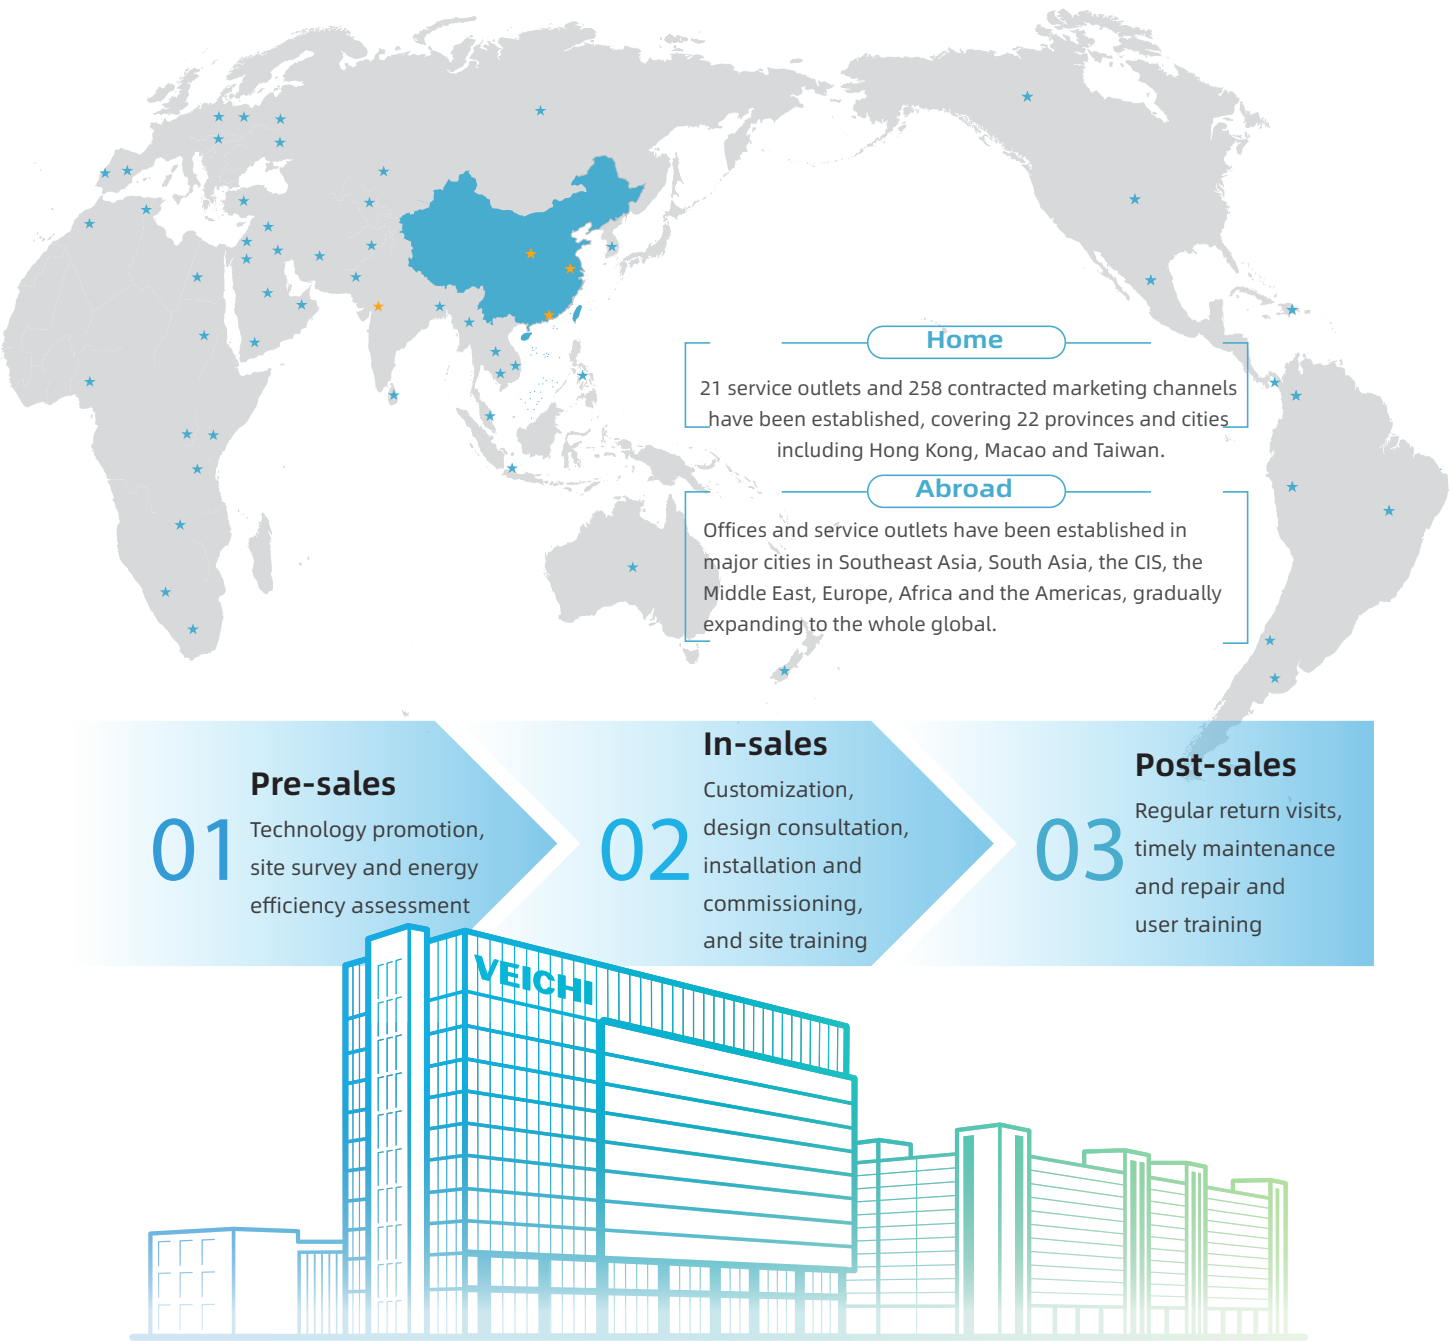 Home
21 service outlets and 258 contracted marketing channels
have been established, covering 22 provinces and cities
including Hong Kong, Macao and Taiwan.
Abroad
Offices and service outlets have been established in
major cities in Southeast Asia, South Asia, the CIS, the
Middle East, Europe, Africa and the Americas, gradually
expanding to the whole global.
01
Pre-sales
Technology promotion,
site survey and energy
efficiency assessment
02
In-sales
Customization,
design consultation,
installation and
commissioning,
and site training
03
Post-sales
Regular return visits,
timely maintenance
and repair and
user training
VEICHI